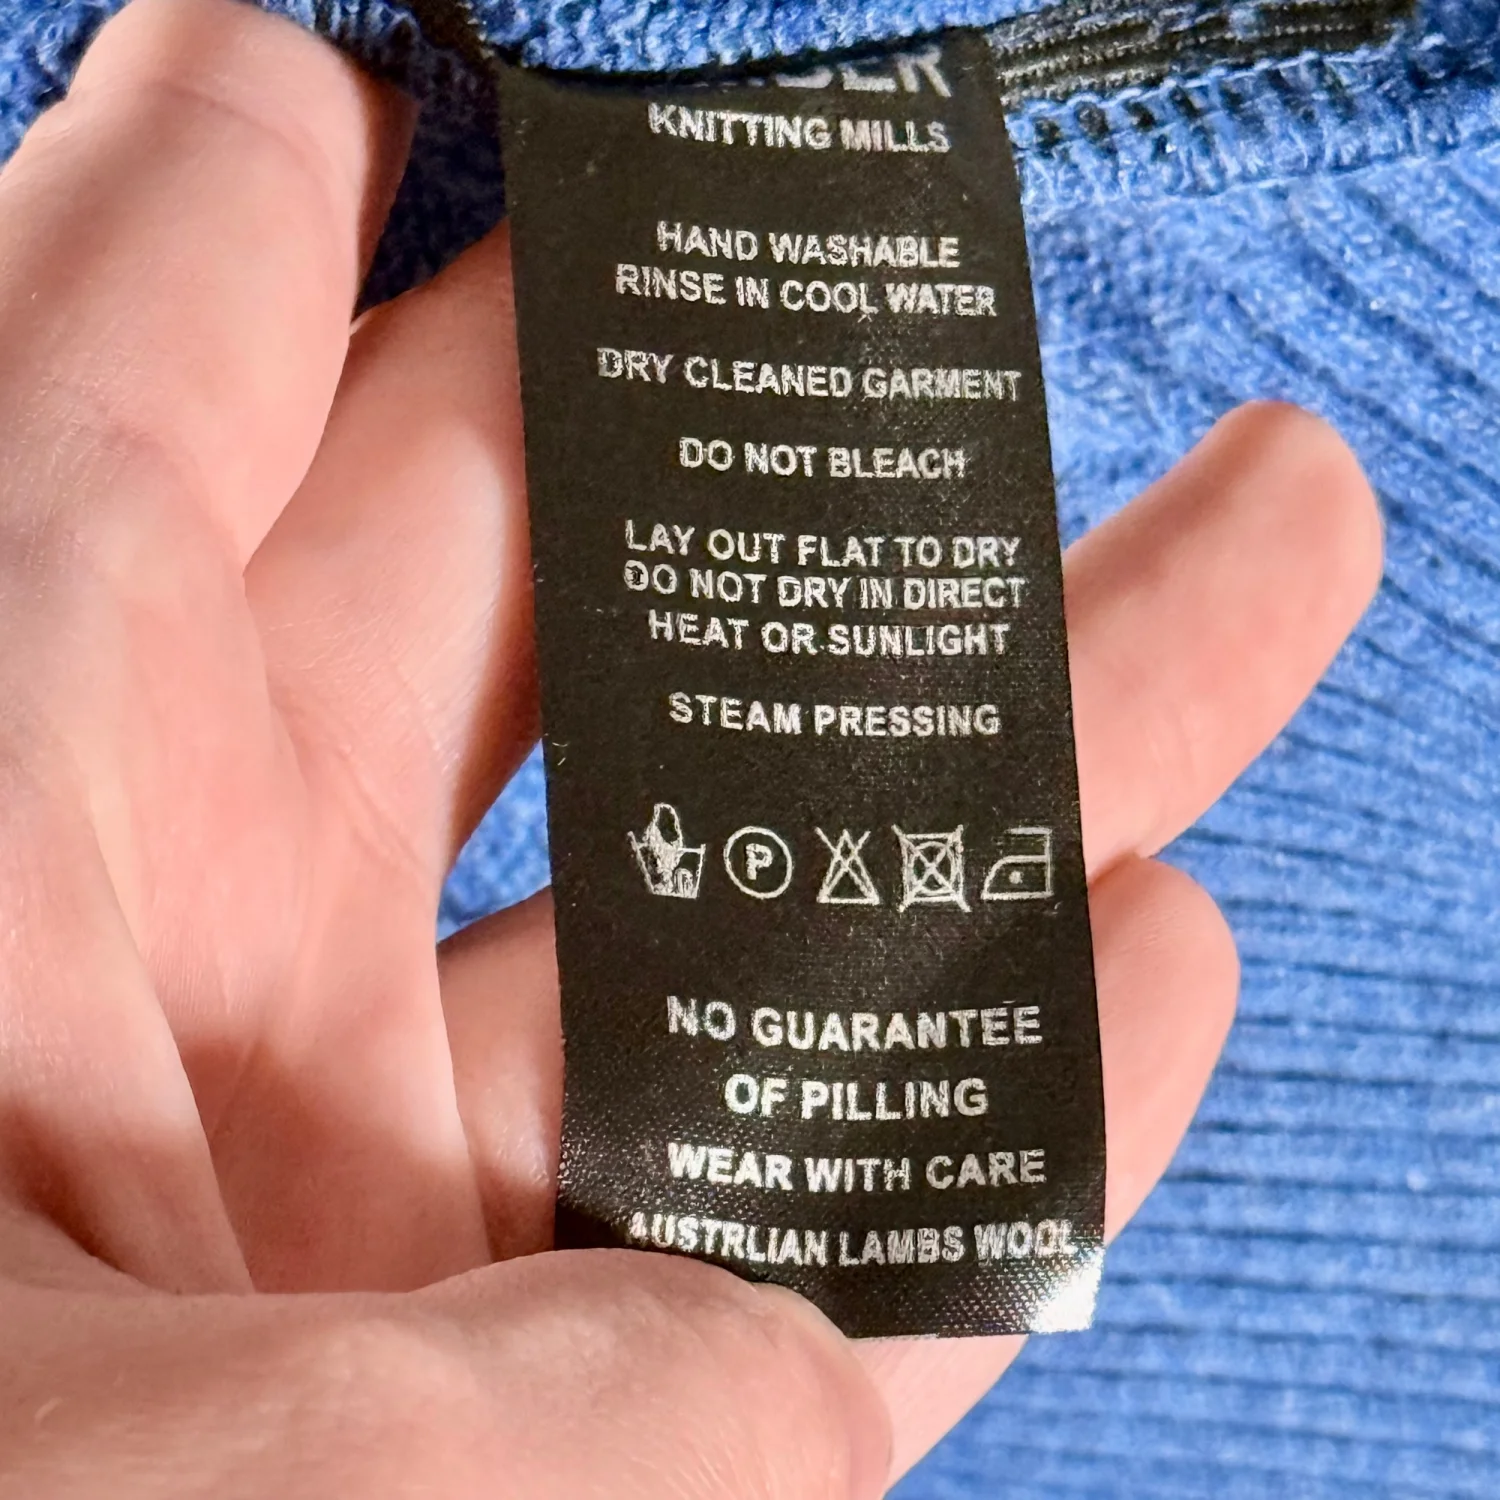 KNITTING MILLS
HAND WASHABLE
RINSE IN COOL WATER
DRY CLEANED GARMENT
DO NOT BLEACH
LAY OUT FLAT TO DRY
DO NOT DRY IN DIRECT
HEAT OR SUNLIGHT
STEAM PRESSING
P
NO GUARANTEE
OF PILLING
WEAR WITH CARE
AUSTRLIAN LAMBS WOOL